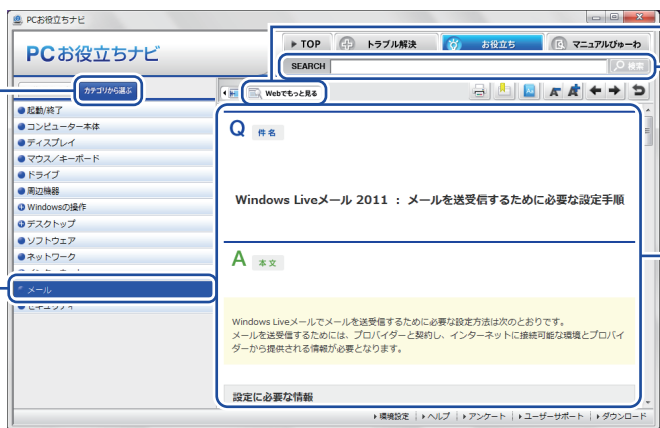 PCお役立ちナビ
PCお役立ちナビ
TOP
トラブル解決
お役立ち
マニュアルびゅーわ
SEARCH
検索
カテゴリから選ぶ
Webでもっと見る
起動/終了
コンピューター本体
ディスプレイ
マウス/キーボード
ドライブ
周辺機器
Windowsの操作
デスクトップ
ソフトウェア
ネットワーク
メール
セキュリティ
Q 件名
Windows Liveメール 2011 : メールを送受信するために必要な設定手順
A 本文
Windows Liveメールでメールを送受信するために必要な設定方法は次のとおりです。
メールを送受信するためには、プロバイダーと契約し、インターネットに接続可能な環境とプロバイ
ダーから提供される情報が必要となります。
設定に必要な情報
環境設定 ヘルプ アンケート ユーザーサポート ダウンロード